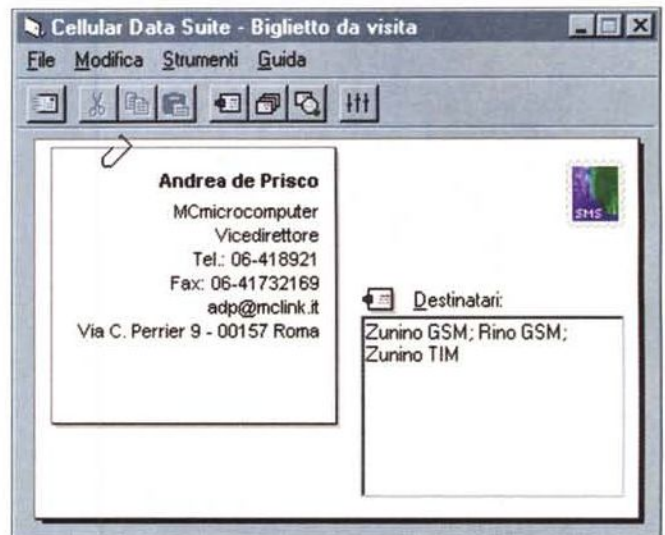 Cellular Data Suite - Biglietto da visita
File Modifica Strumenti Guida
Andrea de Prisco
MCmicrocomputer
Vicedirettore
Tel.: 06-418921
Fax: 06-41732169
adp@mclink.it
Via C. Perrier 9 - 00157 Roma
SMS
Destinatari:
Zunino GSM; Rino GSM;
Zunino TIM